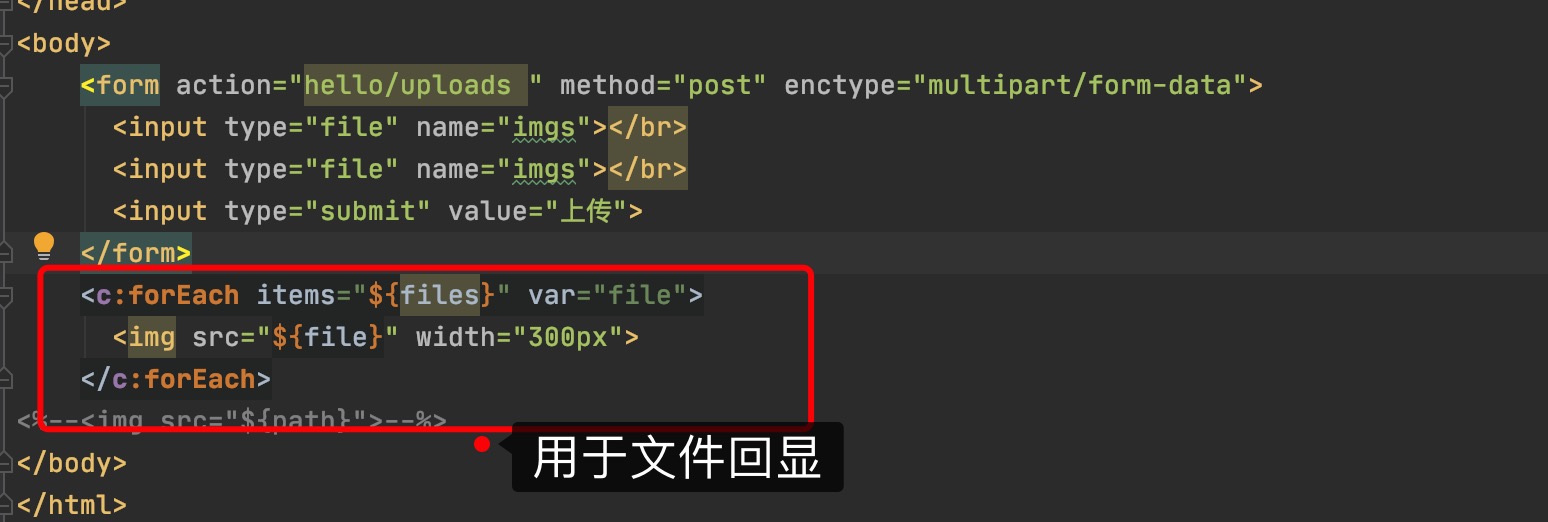 </head>
<body>
<form action="hello/uploads " method="post" enctype="multipart/form-data">
<input type="file" name="imgs"></br>
<input type="file" name="imgs"></br>
<input type="submit" value="上传">
</form>
<c:forEach items="${files}" var="file">
<img src="${file}" width="300px">
</c:forEach>
<%--<img src="${path}">--%>
用于文件回显
</body>
</html>